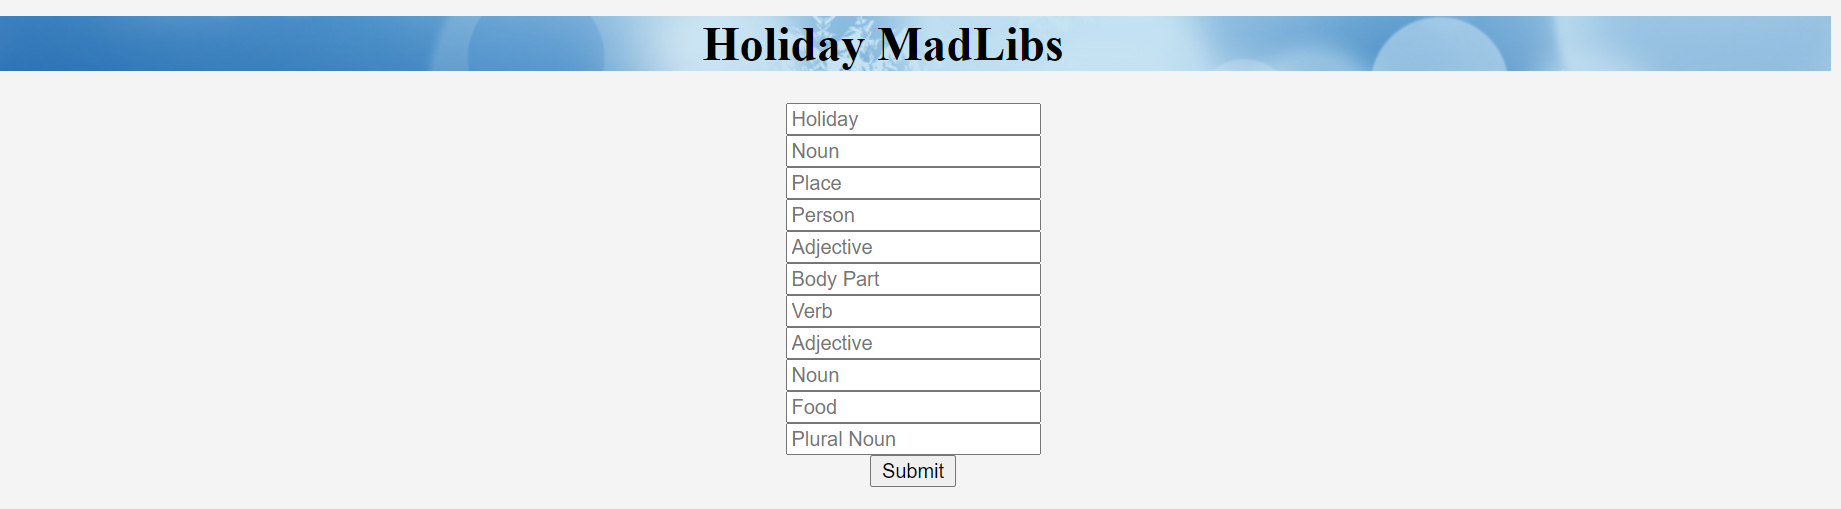 Holiday MadLibs
Holiday
Noun
Place
Person
Adjective
Body Part
Verb
Adjective
Noun
Food
Plural Noun
Submit